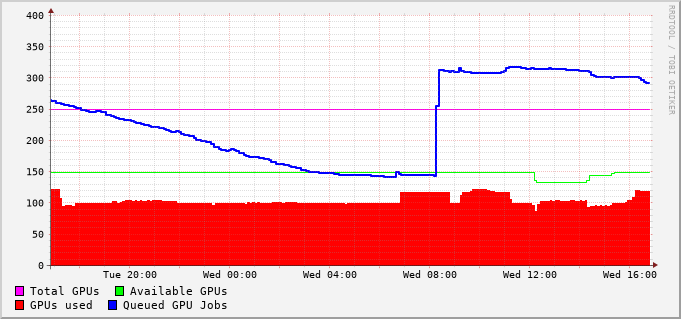 400
350
300
250
200
150
100
50
0
Tue 20:00 Wed 00:00 Wed 04:00 Wed 08:00 Wed 12:00 Wed 16:00
Total GPUs Available GPUs
GPUs used Queued GPU Jobs
RRDTOOL / TOBI OETIKER